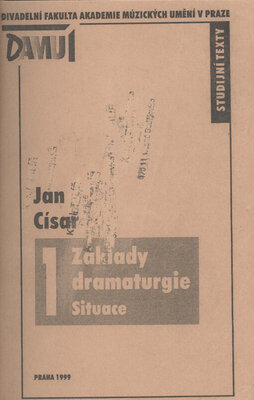 DIVADELNÍ FAKULTA AKADEMIE MÚZICKÝCH UMĚNÍ V PRAZE
DAMU
STUDIJNÍ TEXTY
Jan
Císař
1
Základy
dramaturgie
Situace
PRAHA 1999